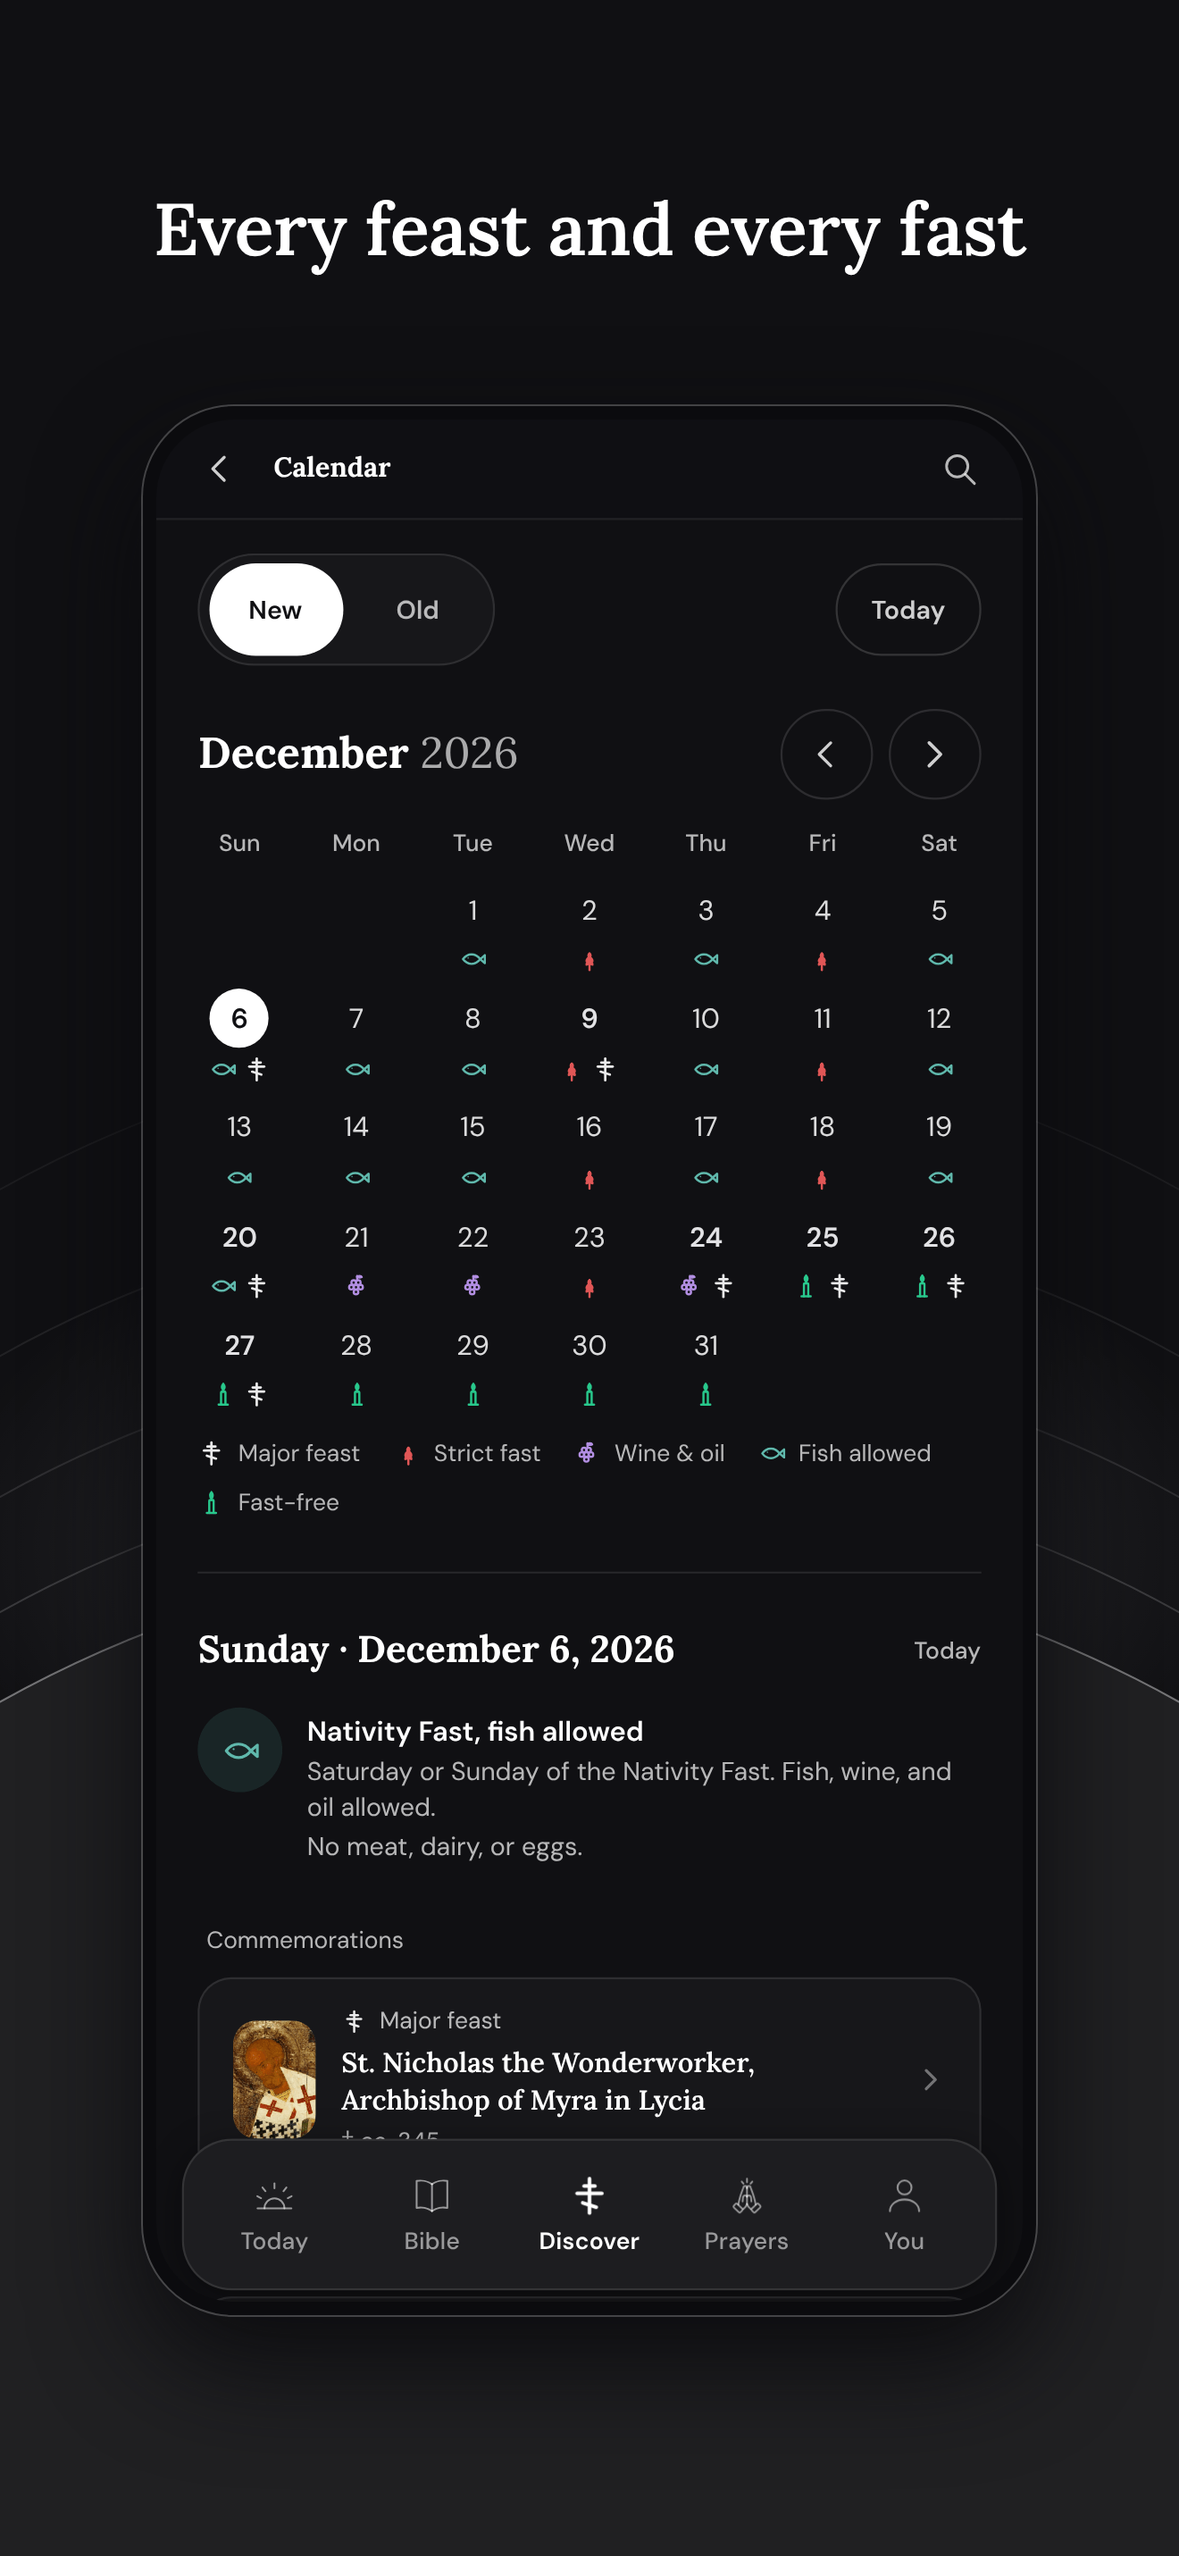 Every feast and every fast
Calendar
New Old Today
December 2026
Sun Mon Tue Wed Thu Fri Sat
1 2 3 4 5
6 7 8 9 10 11 12
13 14 15 16 17 18 19
20 21 22 23 24 25 26
27 28 29 30 31
Major feast Strict fast Wine & oil Fish allowed
Fast-free
Sunday · December 6, 2026 Today
Nativity Fast, fish allowed
Saturday or Sunday of the Nativity Fast. Fish, wine, and
oil allowed.
No meat, dairy, or eggs.
Commemorations
Major feast
St. Nicholas the Wonderworker,
Archbishop of Myra in Lycia
Today Bible Discover Prayers You